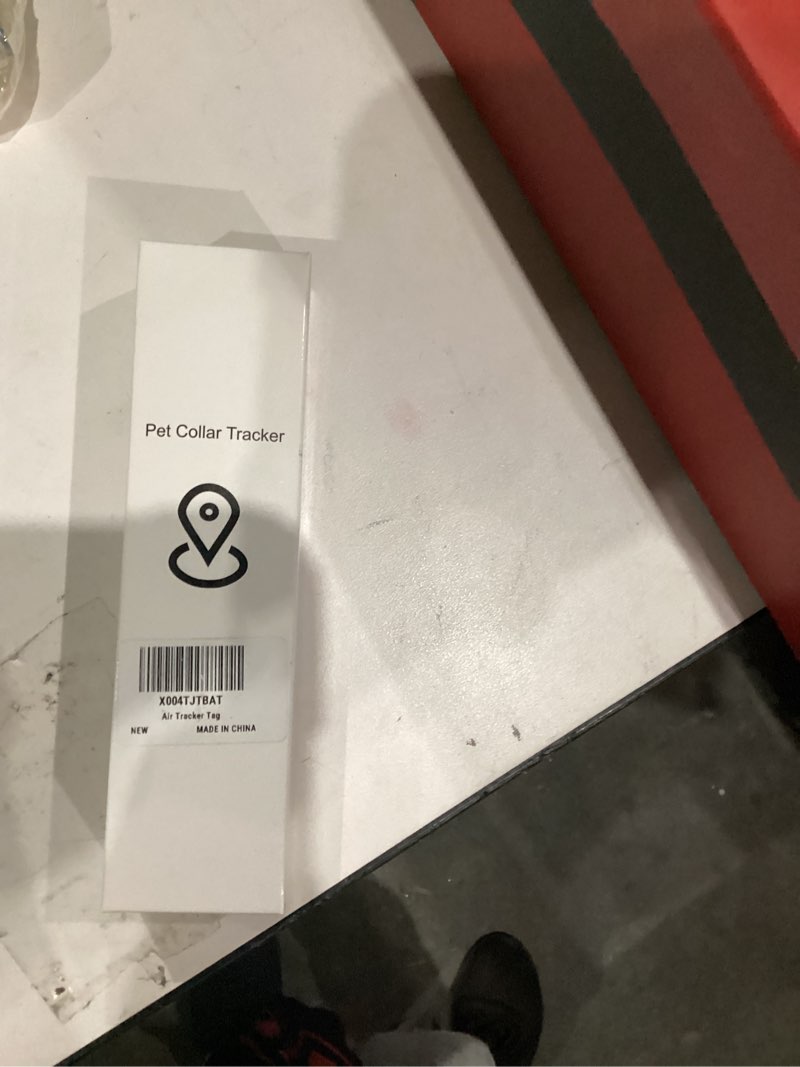 Pet Collar Tracker
X004TJTBAT
Air Tracker Tag
NEW MADE IN CHINA